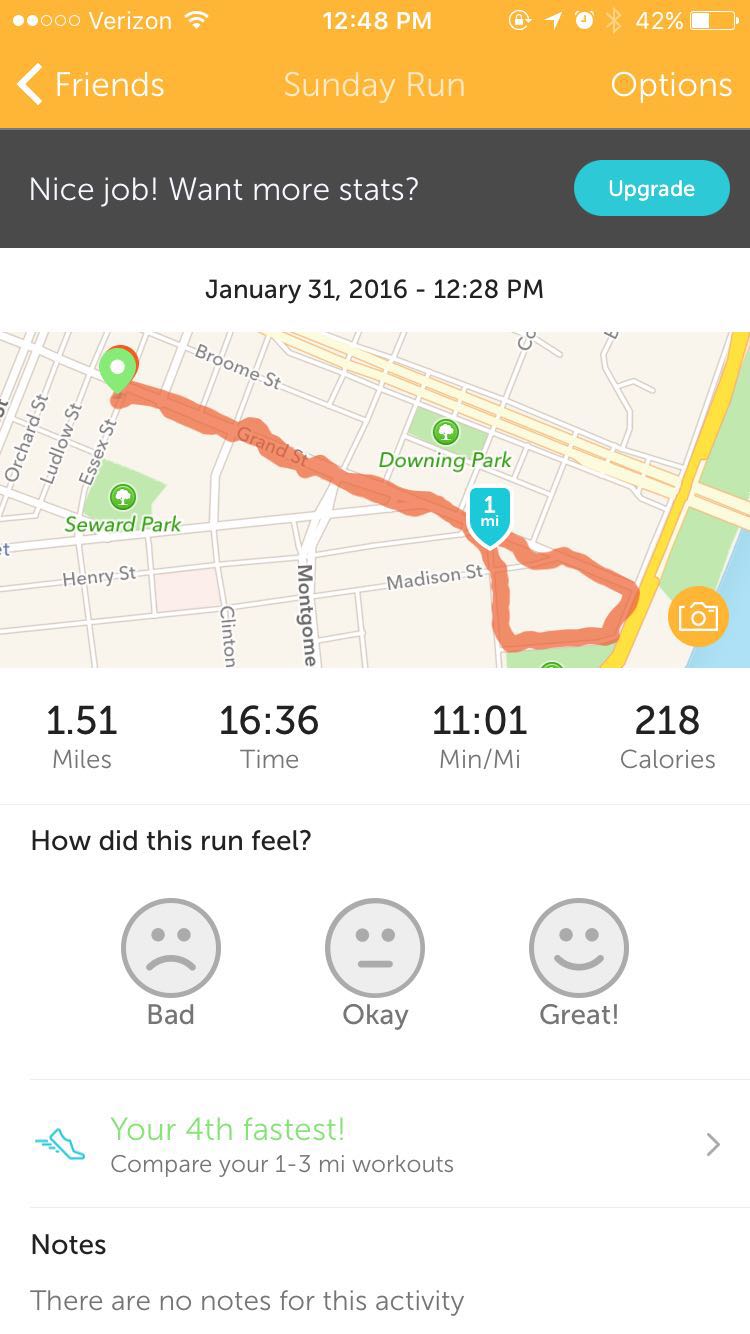 Verizon 12:48 PM 42%
Friends Sunday Run Options
Nice job! Want more stats? Upgrade
January 31, 2016 - 12:28 PM
Broome St
Orchard St
Ludlow St
Essex St
Grand St
Downing Park
1
mi
Seward Park
Henry St
Madison St
Montgome
Clinton
1.51 16:36 11:01 218
Miles Time Min/Mi Calories
How did this run feel?
Bad Okay Great!
Your 4th fastest!
Compare your 1-3 mi workouts
Notes
There are no notes for this activity